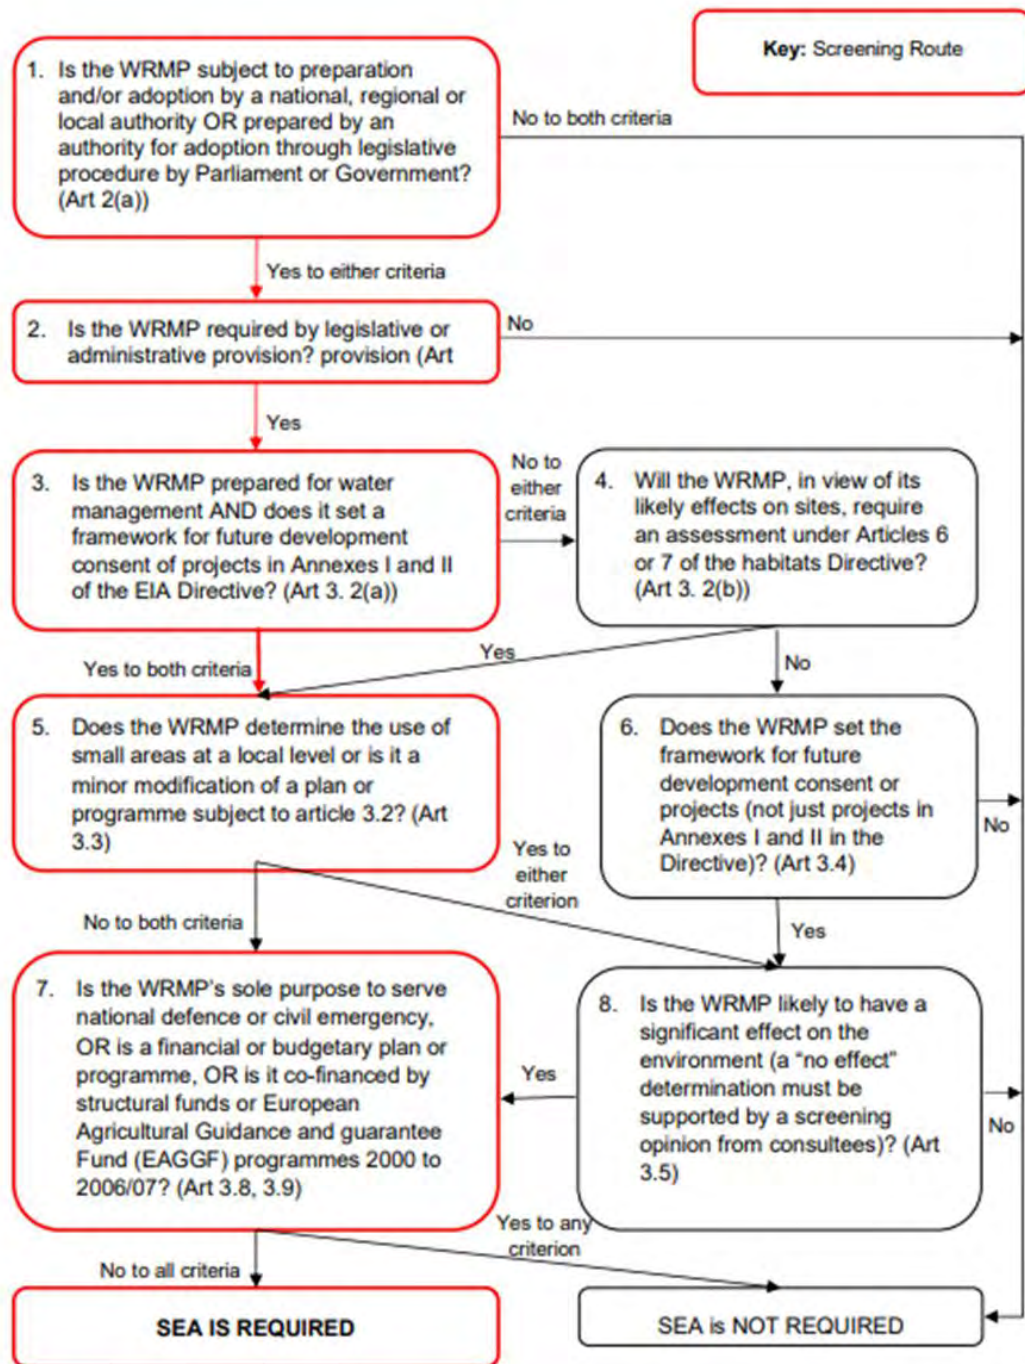 Key: Screening Route
1. Is the WRMP subject to preparation
and/or adoption by a national, regional or
local authority OR prepared by an
authority for adoption through legislative
procedure by Parliament or Government?
(Art 2(a))
No to both criteria
Yes to either criteria
2. Is the WRMP required by legislative or
administrative provision? provision (Art
No
Yes
3. Is the WRMP prepared for water
management AND does it set a
framework for future development
consent of projects in Annexes I and II
of the EIA Directive? (Art 3. 2(a))
No to
either
criteria
4. Will the WRMP, in view of its
likely effects on sites, require
an assessment under Articles 6
or 7 of the habitats Directive?
(Art 3. 2(b))
Yes to both criteria
Yes
No
5. Does the WRMP determine the use of
small areas at a local level or is it a
minor modification of a plan or
programme subject to article 3.2? (Art
3.3)
6. Does the WRMP set the
framework for future
development consent or
projects (not just projects in
Annexes I and II in the
Directive)? (Art 3.4)
No
Yes to
either
criterion
No to both criteria
Yes
7. Is the WRMP's sole purpose to serve
national defence or civil emergency,
OR is a financial or budgetary plan or
programme, OR is it co-financed by
structural funds or European
Agricultural Guidance and guarantee
Fund (EAGGF) programmes 2000 to
2006/07? (Art 3.8, 3.9)
Yes
8. Is the WRMP likely to have a
significant effect on the
environment (a "no effect"
determination must be
supported by a screening
opinion from consultees)? (Art
3.5)
No
Yes to any
criterion
No to all criteria
SEA IS REQUIRED
SEA is NOT REQUIRED